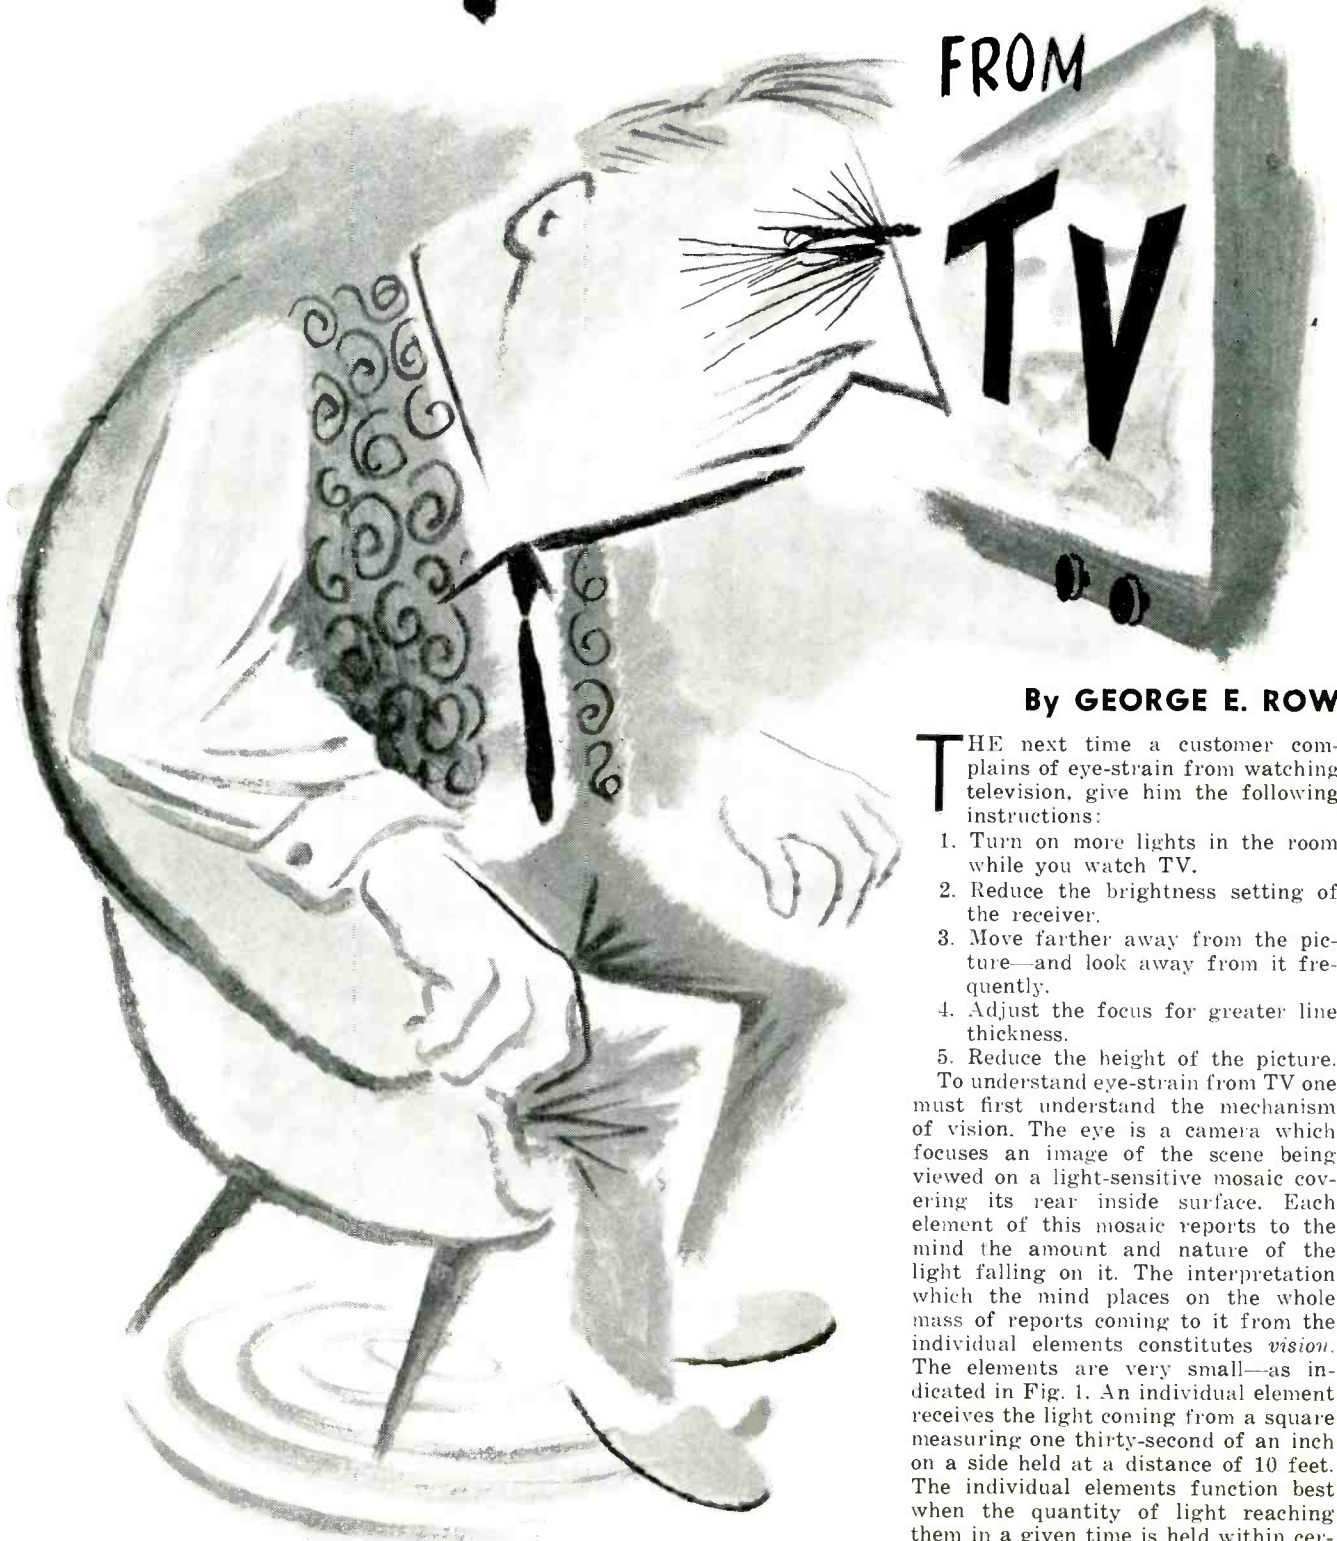 FROM
TV
By GEORGE E. ROW
THE next time a customer com-
plains of eye-strain from watching
television, give him the following
instructions:
1. Turn on more lights in the room
while you watch TV.
2. Reduce the brightness setting of
the receiver.
3. Move farther away from the pic-
ture—and look away from it fre-
quently.
4. Adjust the focus for greater line
thickness.
5. Reduce the height of the picture.
To understand eye-strain from TV one
must first understand the mechanism
of vision. The eye is a camera which
focuses an image of the scene being
viewed on a light-sensitive mosaic cov-
ering its rear inside surface. Each
element of this mosaic reports to the
mind the amount and nature of the
light falling on it. The interpretation
which the mind places on the whole
mass of reports coming to it from the
individual elements constitutes vision.
The elements are very small—as in-
dicated in Fig. 1. An individual element
receives the light coming from a square
measuring one thirty-second of an inch
on a side held at a distance of 10 feet.
The individual elements function best
when the quantity of light reaching
them in a given time is held within cer-